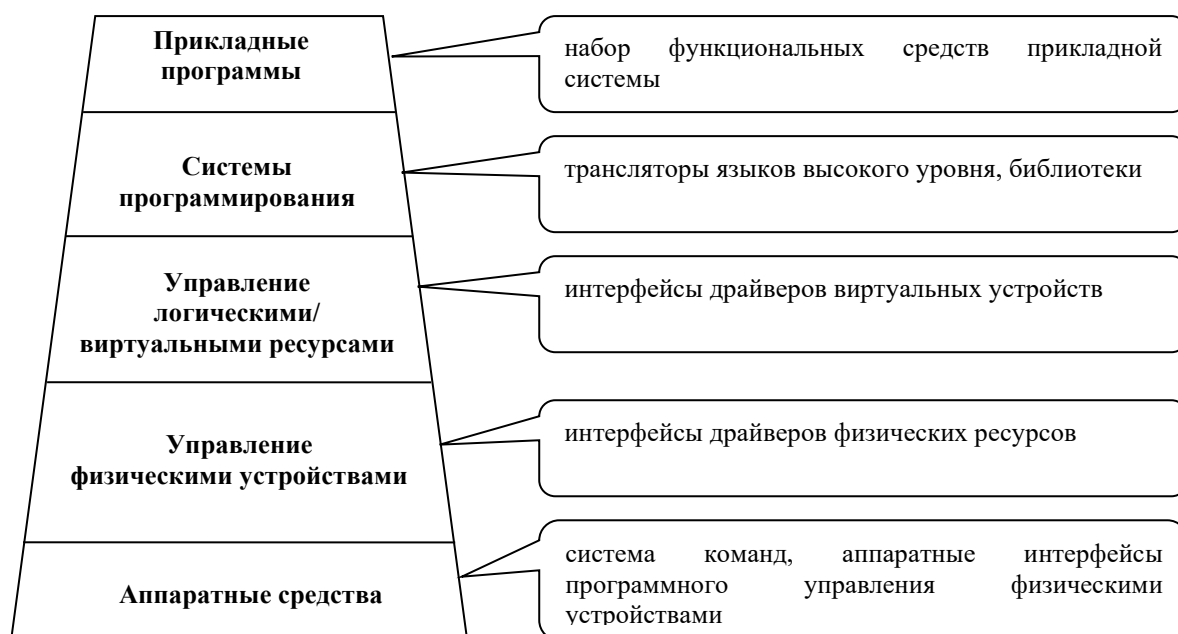 Прикладные
программы
набор функциональных средств прикладной
системы
Системы
программирования
трансляторы языков высокого уровня, библиотеки
Управление
логическими/
виртуальными ресурсами
интерфейсы драйверов виртуальных устройств
Управление
физическими устройствами
интерфейсы драйверов физических ресурсов
Аппаратные средства
система команд, аппаратные интерфейсы
программного управления физическими
устройствами